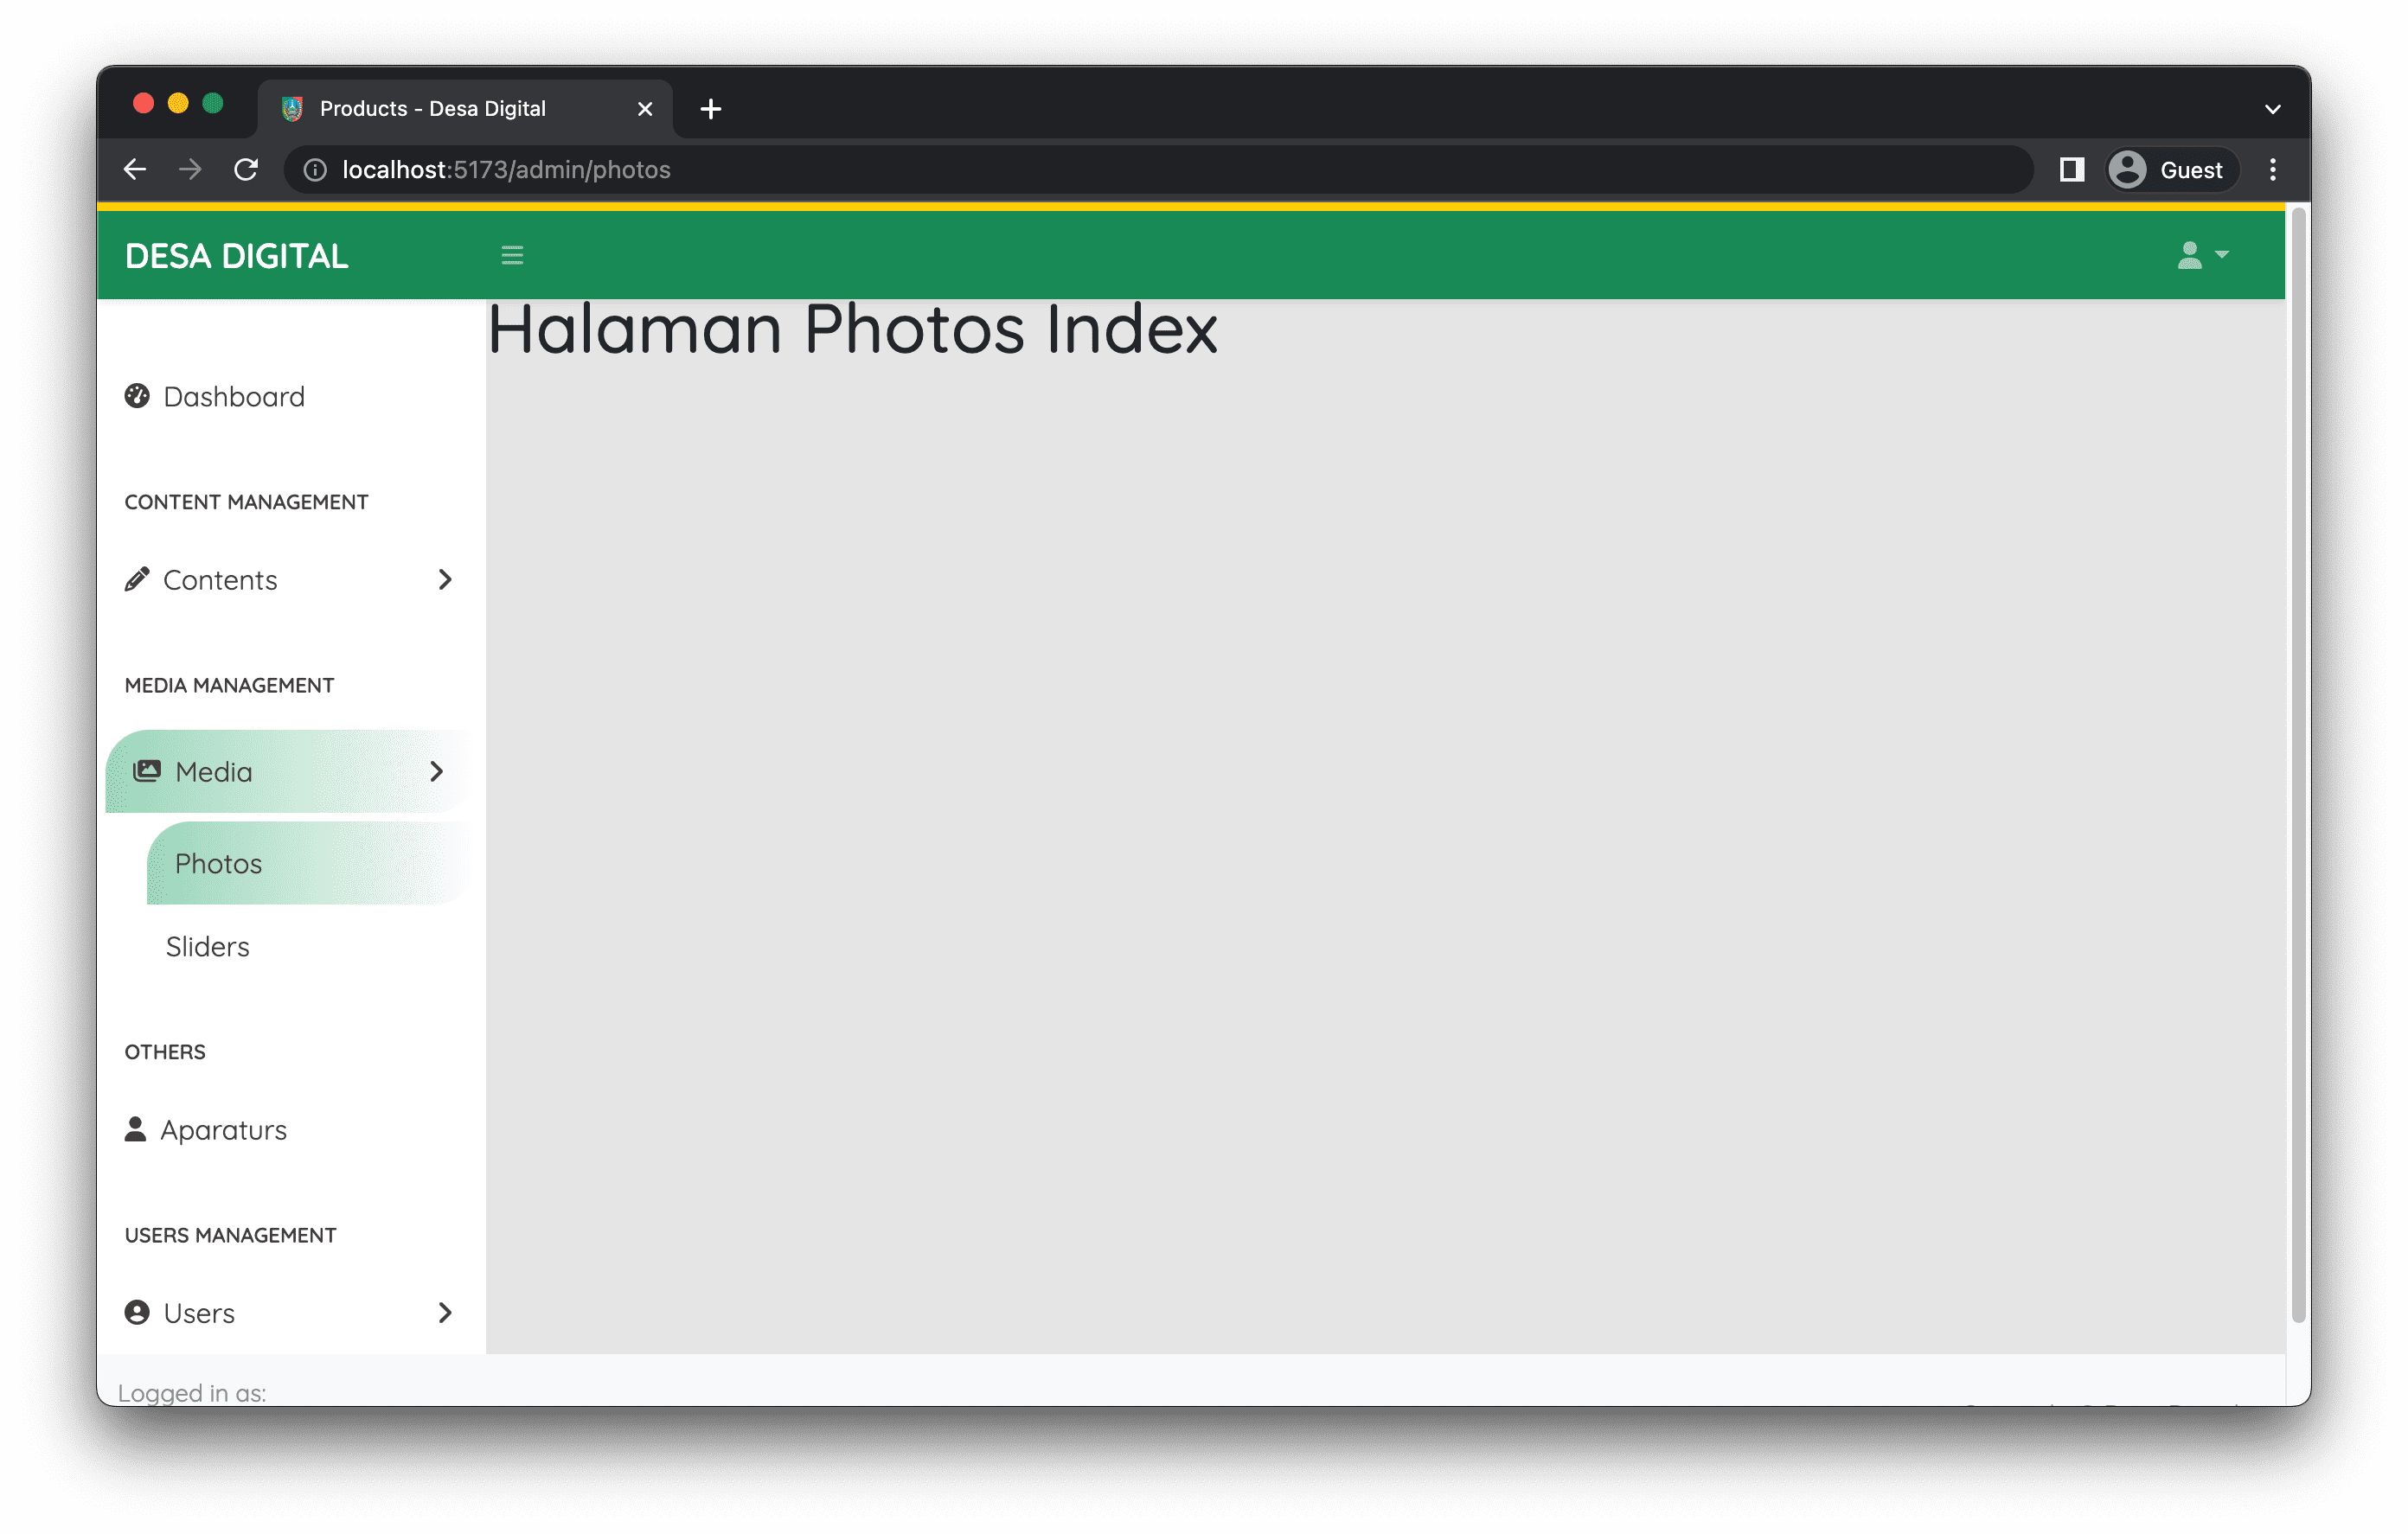 Products - Desa Digital
localhost:5173/admin/photos
Guest
DESA DIGITAL
Halaman Photos Index
Dashboard
CONTENT MANAGEMENT
Contents
MEDIA MANAGEMENT
Media
Photos
Sliders
OTHERS
Aparaturs
USERS MANAGEMENT
Users
Logged in as: